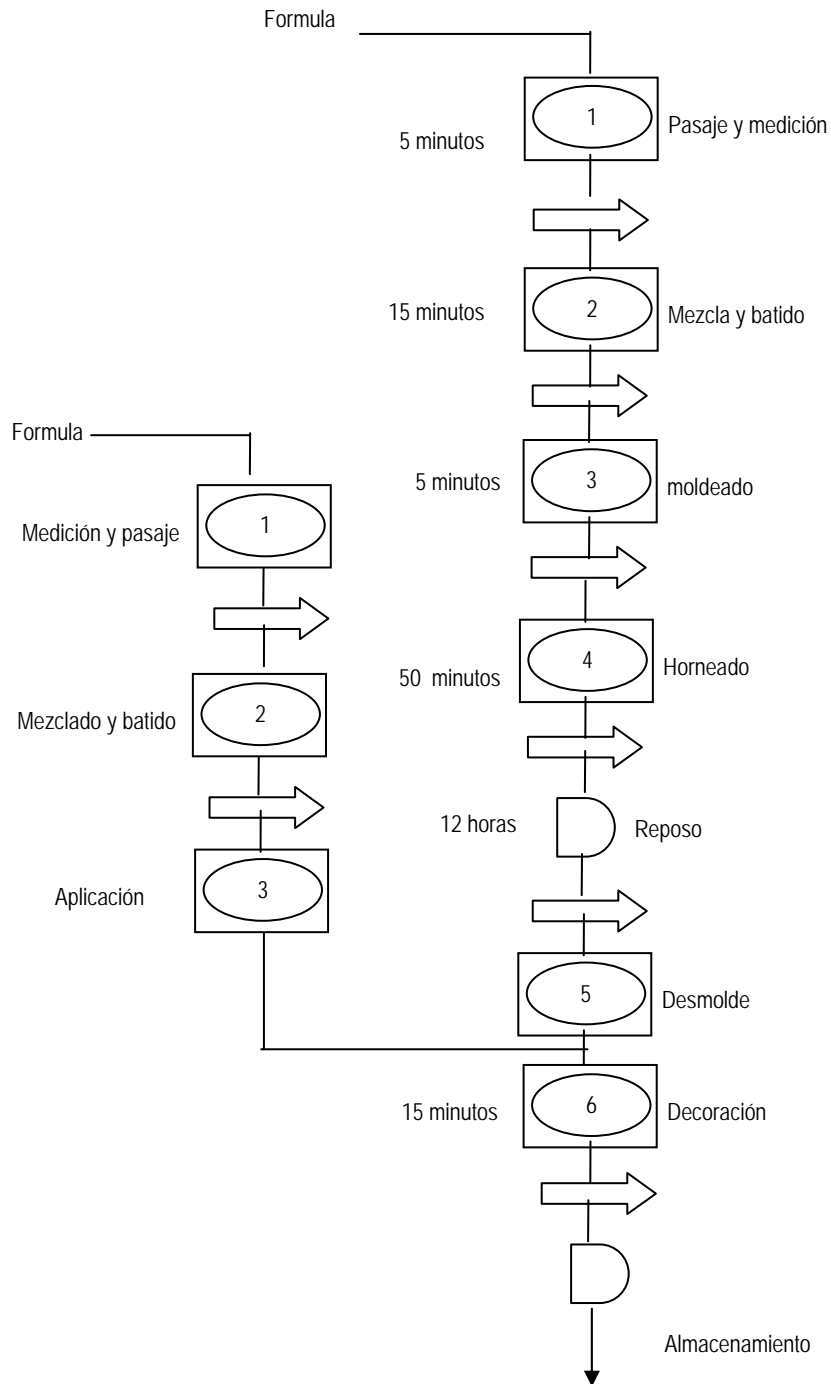 Formula
1
5 minutos
Pasaje y medición
15 minutos
2
Mezcla y batido
Formula
5 minutos
3
moldeado
Medición y pasaje
1
50 minutos
4
Horneado
Mezclado y batido
2
12 horas
Reposo
Aplicación
3
5
Desmolde
15 minutos
6
Decoración
Almacenamiento